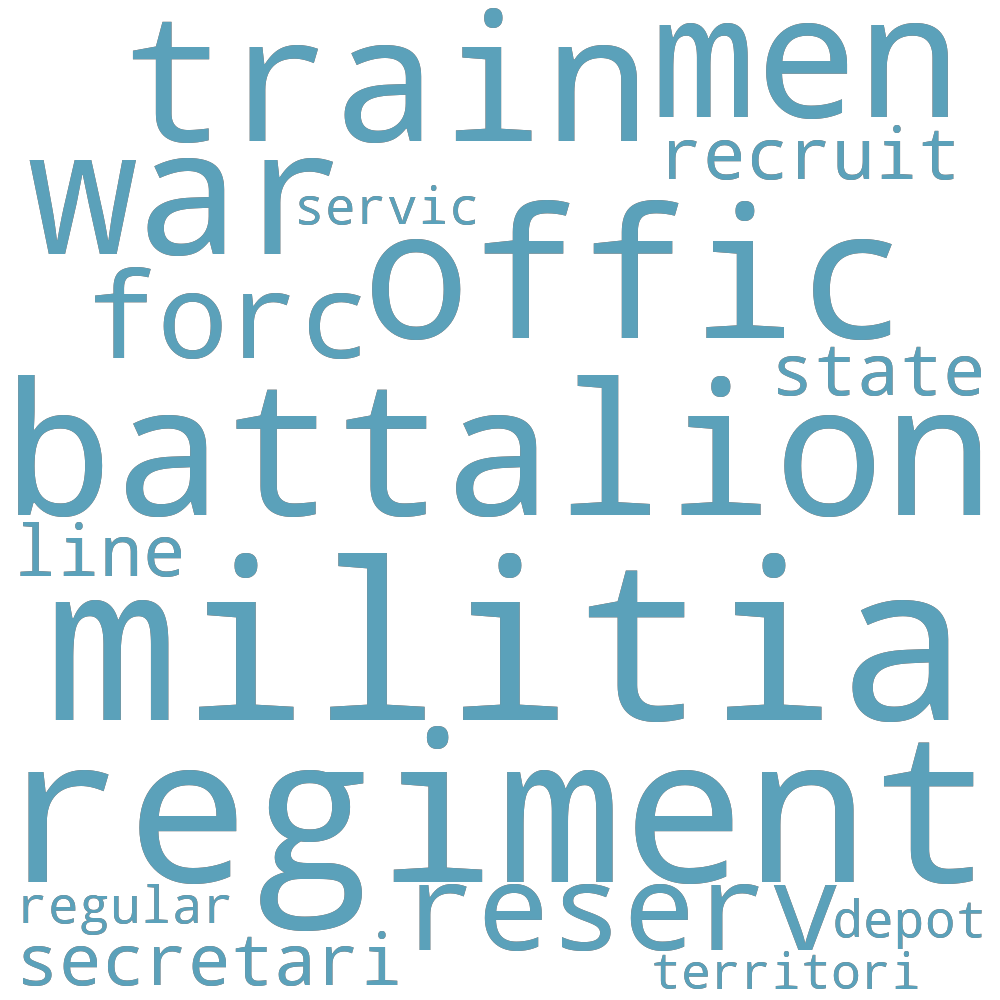 train men
recruit
war servic
offic
forc
state
battalion
line
militia
regiment
regular reserv depot
secretari territori